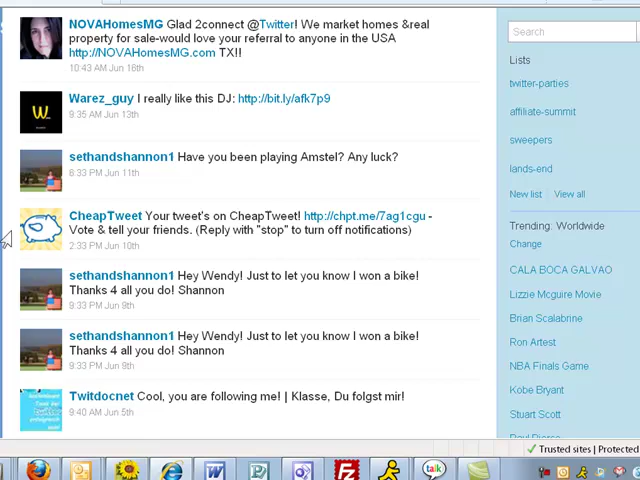 NOVAHomesMG Glad 2connect @Twitter! We market homes &real
property for sale-would love your referral to anyone in the USA
http://NOVAHomesMG.com TX!!
10:43 AM Jun 16th
Warez_guy I really like this DJ: http://bit.ly/afk7p9
9:35 AM Jun 13th
sethandshannon1 Have you been playing Amstel? Any luck?
8:33 PM Jun 11th
CheapTweet Your tweet's on CheapTweet! http://chpt.me/7ag1cgu -
Vote & tell your friends. (Reply with "stop" to turn off notifications)
2:33 PM Jun 10th
sethandshannon1 Hey Wendy! Just to let you know I won a bike!
Thanks 4 all you do! Shannon
9:33 PM Jun 9th
sethandshannon1 Hey Wendy! Just to let you know I won a bike!
Thanks 4 all you do! Shannon
9:33 PM Jun 9th
Twitdocnet Cool, you are following me! | Klasse, Du folgst mir!
9:40 AM Jun 5th
Search
Lists
twitter-parties
affiliate-summit
sweepers
lands-end
New list View all
Trending: Worldwide
Change
CALA BOCA GALVAO
Lizzie Mcguire Movie
Brian Scalabrine
Ron Artest
NBA Finals Game
Kobe Bryant
Stuart Scott
Paul Pierce
Trusted sites | Protected
talk